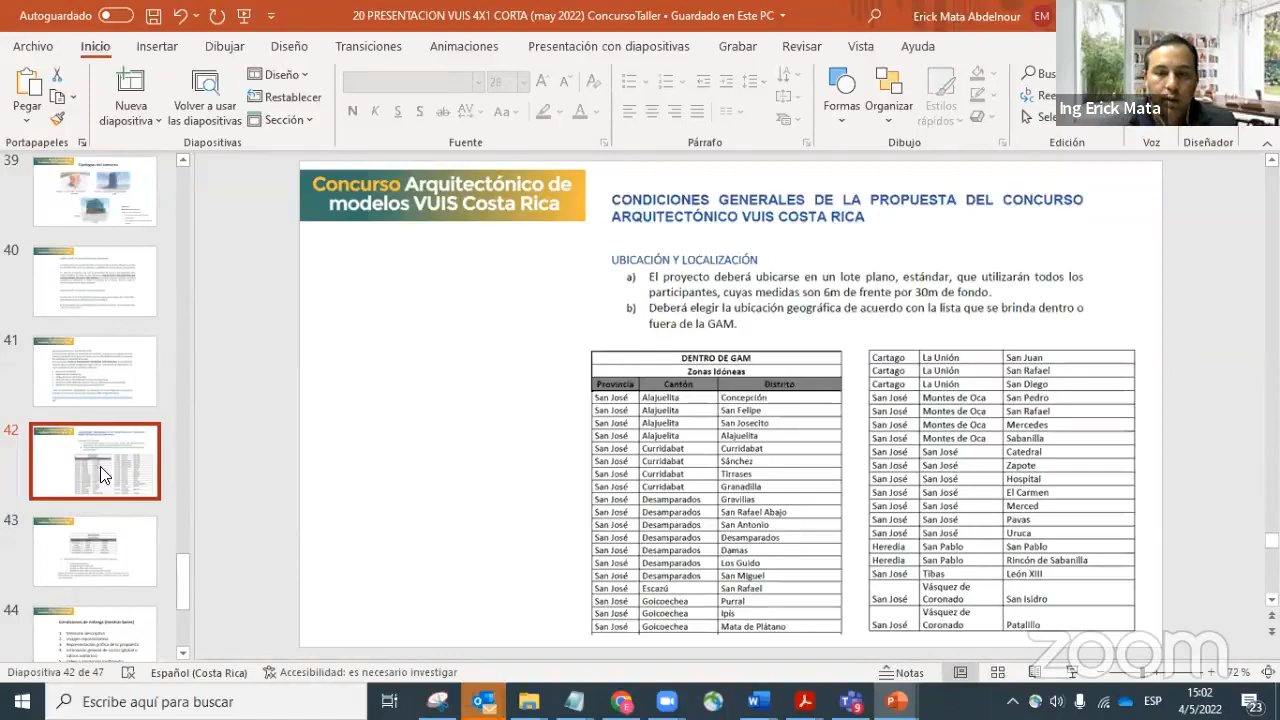 Autoguardado
20 PRESENTACION VUIS 4X1 CORTA (may 2022) ConcursoTaller • Guardado en Este PC
Erick Mata Abdelnour
EM
Archivo Inicio Insertar Dibujar Diseño Transiciones Animaciones Presentación con diapositivas Grabar Revisar Vista Ayuda
Pegar
Nueva diapositiva
Volver a usar las diapositivas
Diseño
Restablecer
Sección
28
N K S
Aa
Formas
Organizar
Estilos rápidos
Ing Erick Mata
Portapapeles
Diapositivas
Fuente
Párrafo
Dibujo
Edición
Voz
Diseñador
39
40
41
42
43
44
Concurso Arquitectónico de
modelos VUIS Costa Rica
CONDICIONES GENERALES DE LA PROPUESTA DEL CONCURSO
ARQUITECTÓNICO VUIS COSTA RICA
UBICACIÓN Y LOCALIZACIÓN
a) El proyecto deberá ubicarse en un lote plano, estándar, que utilizarán todos los
participantes, cuyas medidas son 6m de frente por 30m de fondo.
b) Deberá elegir la ubicación geográfica de acuerdo con la lista que se brinda dentro o
fuera de la GAM.
DENTRO DE GAM
Zonas Idóneas
Provincia Cantón Distrito
San José Alajuelita Concepción
San José Alajuelita San Felipe
San José Alajuelita San Josecito
San José Alajuelita Alajuelita
San José Curridabat Curridabat
San José Curridabat Sánchez
San José Curridabat Tirrases
San José Curridabat Granadilla
San José Desamparados Gravilias
San José Desamparados San Rafael Abajo
San José Desamparados San Antonio
San José Desamparados Desamparados
San José Desamparados Damas
San José Desamparados Los Guido
San José Desamparados San Miguel
San José Escazú San Rafael
San José Goicoechea Purral
San José Goicoechea Ipís
San José Goicoechea Mata de Plátano
Cartago La Unión San Juan
Cartago La Unión San Rafael
Cartago La Unión San Diego
San José Montes de Oca San Pedro
San José Montes de Oca San Rafael
San José Montes de Oca Mercedes
San José Montes de Oca Sabanilla
San José San José Catedral
San José San José Zapote
San José San José Hospital
San José San José El Carmen
San José San José Merced
San José San José Pavas
San José San José Uruca
Heredia San Pablo San Pablo
Heredia San Pablo Rincón de Sabanilla
San José Tibas León XIII
Vásquez de
San José Coronado San Isidro
Vásquez de
San José Coronado Patalillo
zoom
Diapositiva 42 de 47
Español (Costa Rica)
Accesibilidad: es necesario investigar
Notas
72 %
Escribe aquí para buscar
ESP
15:02
4/5/2022
23